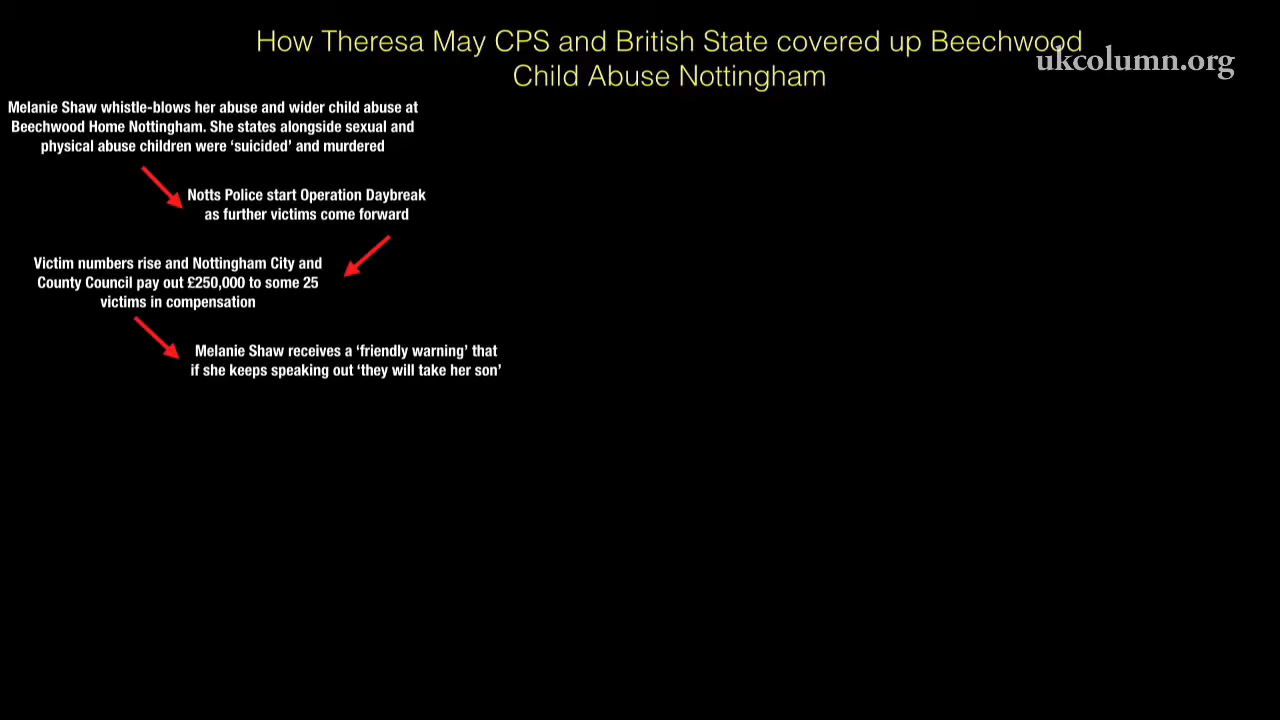 How Theresa May CPS and British State covered up Beechwood
Child Abuse Nottingham
ukcolumn.org
Melanie Shaw whistle-blows her abuse and wider child abuse at
Beechwood Home Nottingham. She states alongside sexual and
physical abuse children were ‘suicided’ and murdered
Notts Police start Operation Daybreak
as further victims come forward
Victim numbers rise and Nottingham City and
County Council pay out £250,000 to some 25
victims in compensation
Melanie Shaw receives a ‘friendly warning’ that
if she keeps speaking out ‘they will take her son’